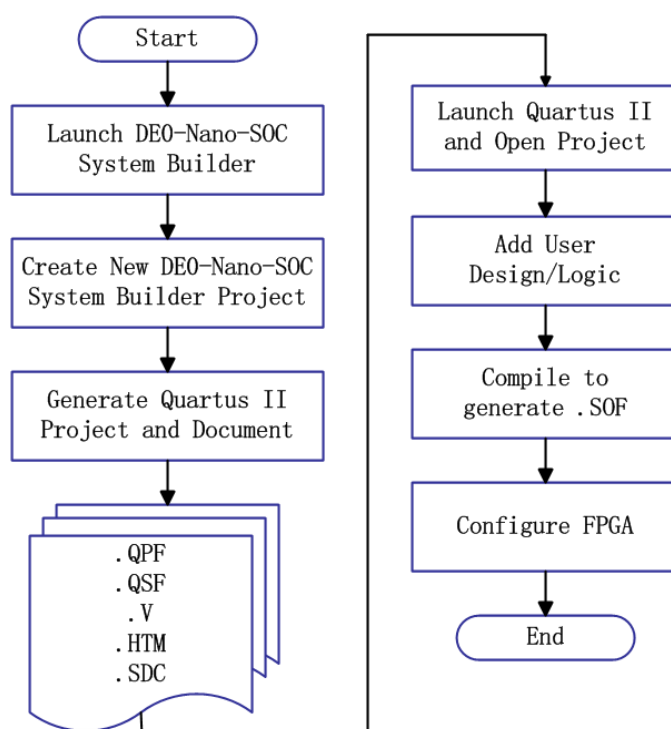 Start
Launch DE0-Nano-SOC
System Builder
Create New DE0-Nano-SOC
System Builder Project
Generate Quartus II
Project and Document
.QPF
.QSF
.V
.HTM
.SDC
Launch Quartus II
and Open Project
Add User
Design/Logic
Compile to
generate .SOF
Configure FPGA
End